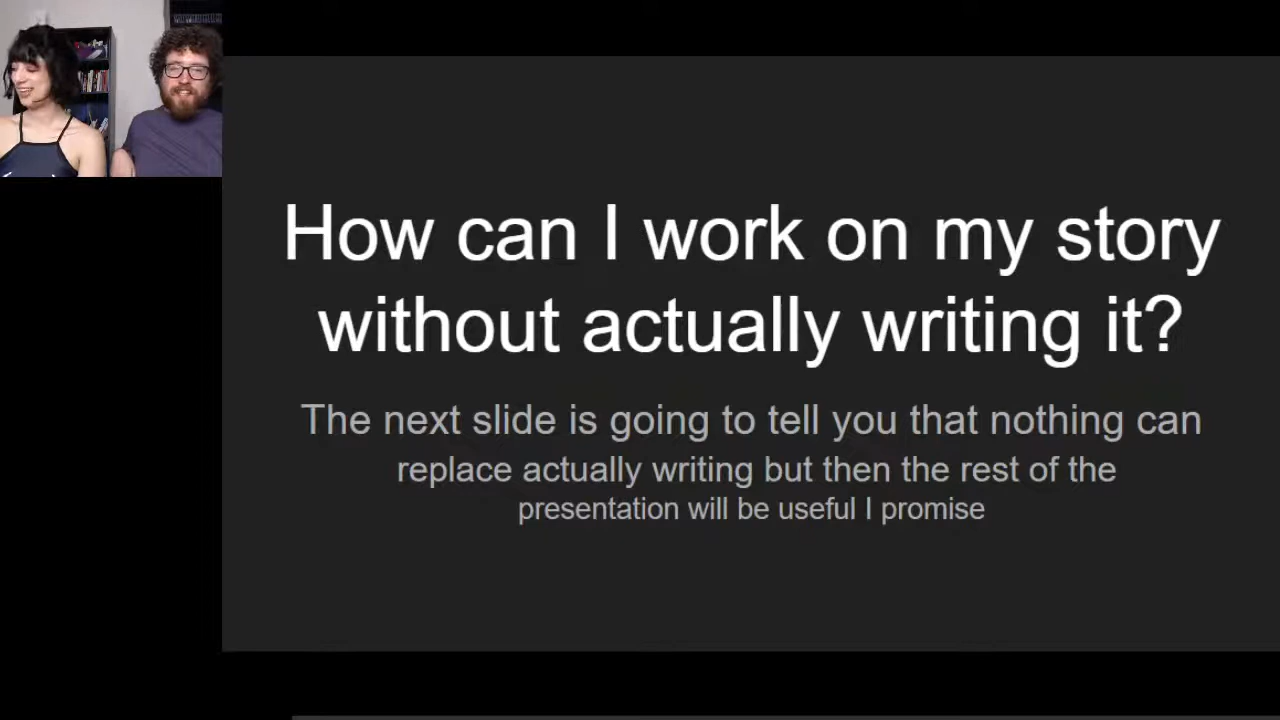 How can I work on my story
without actually writing it?
The next slide is going to tell you that nothing can
replace actually writing but then the rest of the
presentation will be useful I promise